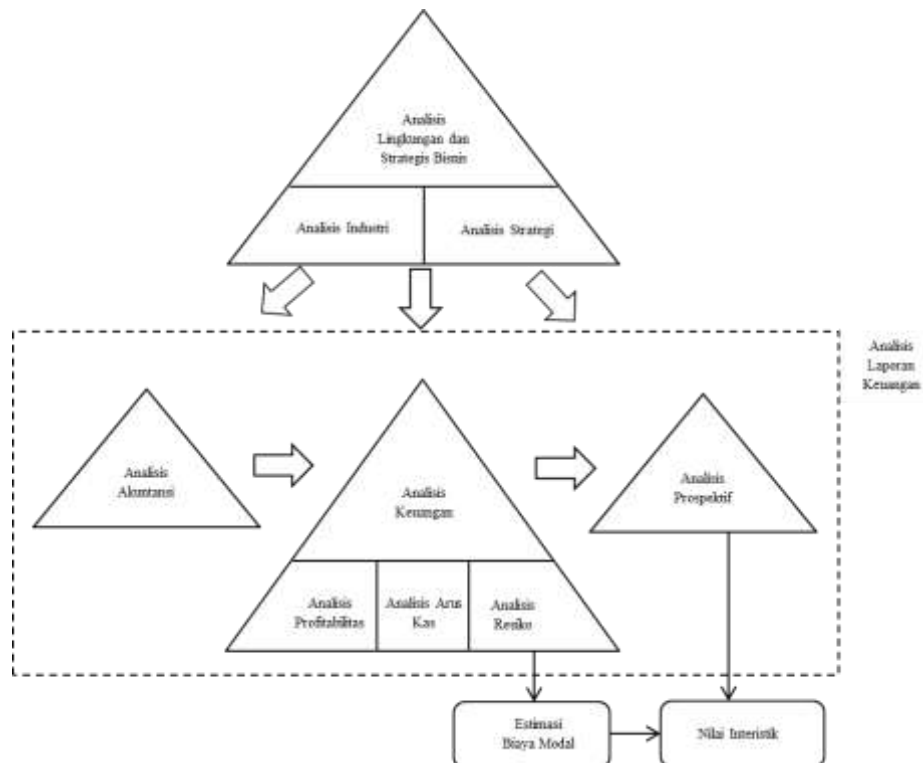 Analisis
Lingkungan dan
Strategis Bisnis
Analisis Industri
Analisis Strategi
Analisis
Laporan
Keuangan
Analisis
Akuntansi
Analisis
Keuangan
Analisis
Prospektif
Analisis
Profitabilitas
Analisis Arus
Kas
Analisis
Resiko
Estimasi
Biaya Modal
Nilai Interistik